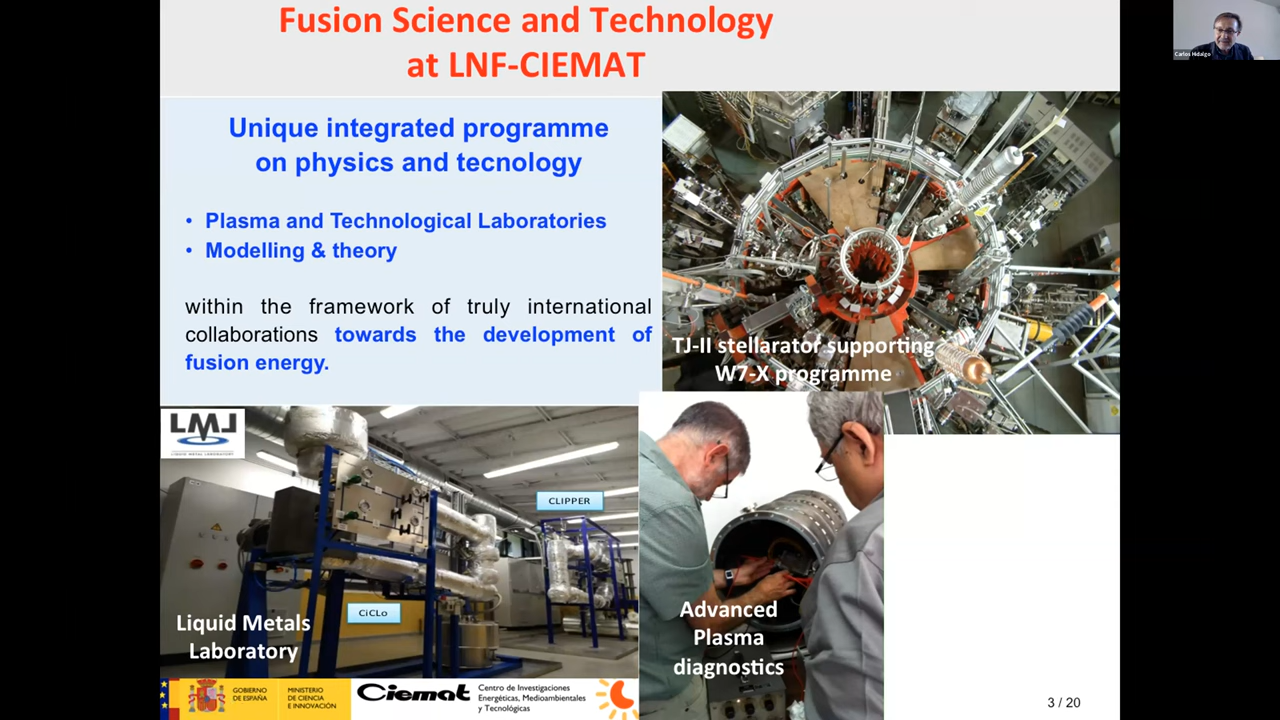 Fusion Science and Technology
at LNF-CIEMAT
Carlos Hidalgo
Unique integrated programme
on physics and tecnology
• Plasma and Technological Laboratories
• Modelling & theory
within the framework of truly international
collaborations towards the development of
fusion energy.
TJ-II stellarator supporting
W7-X programme
LMJ
LIQUID METAL LABORATORY
CLIPPER
CiCLo
Liquid Metals
Laboratory
Advanced
Plasma
diagnostics
GOBIERNO
DE ESPAÑA
MINISTERIO
DE CIENCIA
E INNOVACIÓN
Ciemat
Centro de Investigaciones
Energéticas, Medioambientales
y Tecnológicas
3 / 20